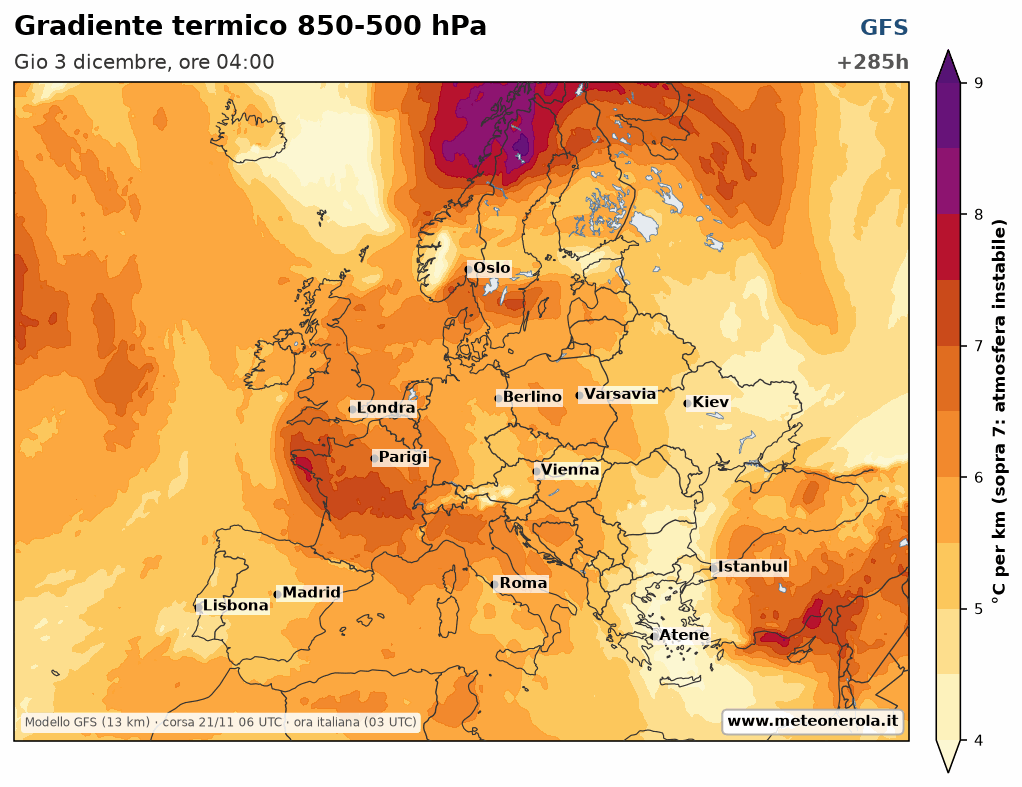 Gradiente termico 850-500 hPa
GFS
Gio 3 dicembre, ore 04:00
+285h
Oslo
Londra
Berlino
Varsavia
Kiev
Parigi
Vienna
Istanbul
Roma
Madrid
Lisbona
Atene
Modello GFS (13 km) · corsa 21/11 06 UTC · ora italiana (03 UTC)
www.meteonerola.it
9
8
7
6
5
4
°C per km (sopra 7: atmosfera instabile)